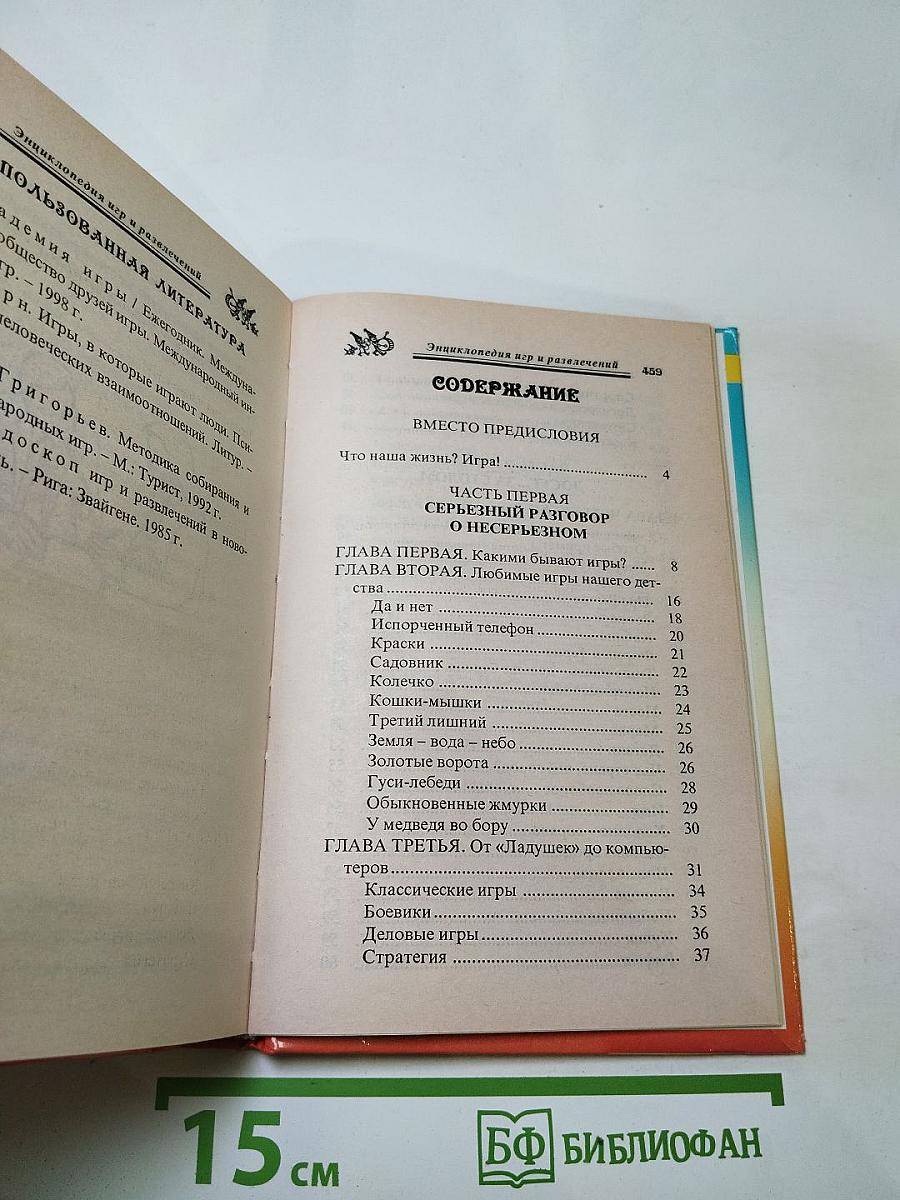 Энциклопедия игр и развлечений
ПОЛЬЗОВАННАЯ ЛИТЕРАТУРА
адемия игры / Ежегодник. Междуна-
общество друзей игры. Международный ин-
гр. – 1998 г.
рн. Игры, в которые играют люди. Пси-
человеческих взаимоотношений. Литур. –
Григорьев. Методика собирания и
ародных игр. – М.: Турист, 1992 г.
доскоп игр и развлечений в ново-
ь. – Рига: Звайгене. 1985 г.
Энциклопедия игр и развлечений 459
СОДЕРЖАНИЕ
ВМЕСТО ПРЕДИСЛОВИЯ
Что наша жизнь? Игра! 4
ЧАСТЬ ПЕРВАЯ
СЕРЬЕЗНЫЙ РАЗГОВОР
О НЕСЕРЬЕЗНОМ
ГЛАВА ПЕРВАЯ. Какими бывают игры? 8
ГЛАВА ВТОРАЯ. Любимые игры нашего дет-
ства 16
Да и нет 18
Испорченный телефон 20
Краски 21
Садовник 22
Колечко 23
Кошки-мышки 24
Третий лишний 25
Земля – вода – небо 26
Золотые ворота 26
Гуси-лебеди 28
Обыкновенные жмурки 29
У медведя во бору 30
ГЛАВА ТРЕТЬЯ. От «Ладушек» до компью-
теров 31
Классические игры 34
Боевики 35
Деловые игры 36
Стратегия 37
15 см
БФ БИБЛИОФАН